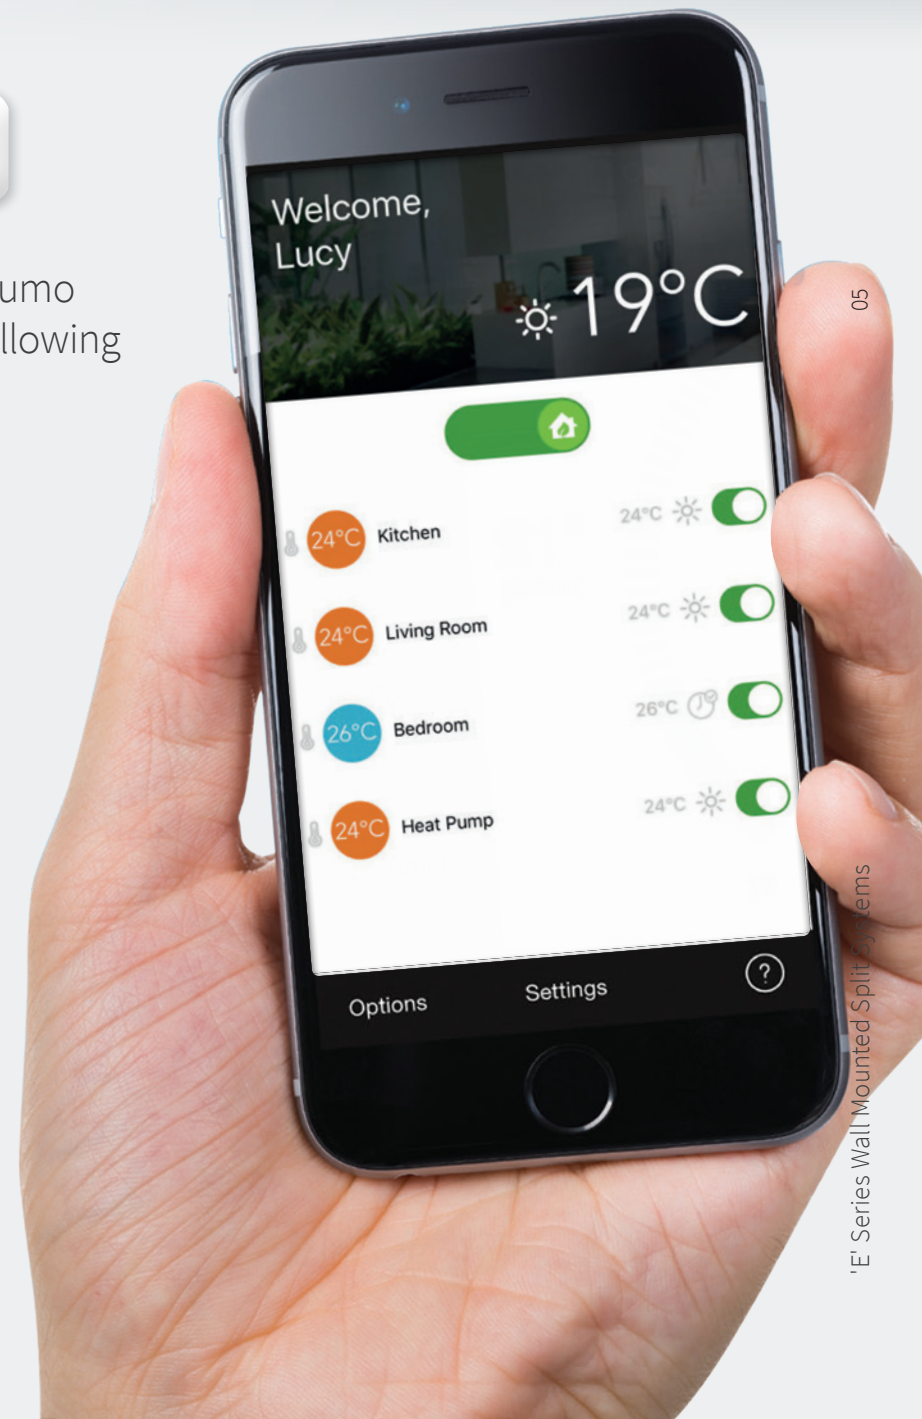 umo
llowing
Welcome,
Lucy
19°C
24°C Kitchen 24°C
24°C Living Room 24°C
26°C Bedroom 26°C
24°C Heat Pump 24°C
Options Settings ?
05
'E' Series Wall Mounted Split Systems